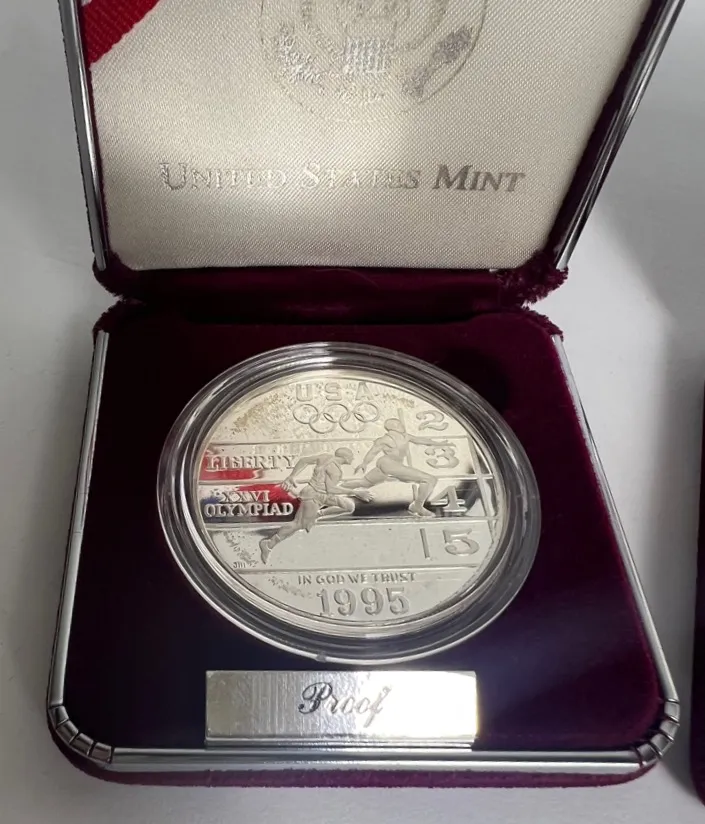 UNITED STATES MINT
USA
2
LIBERTY
3
XXVI
4
OLYMPIAD
5
IN GOD WE TRUST
1995
Proof